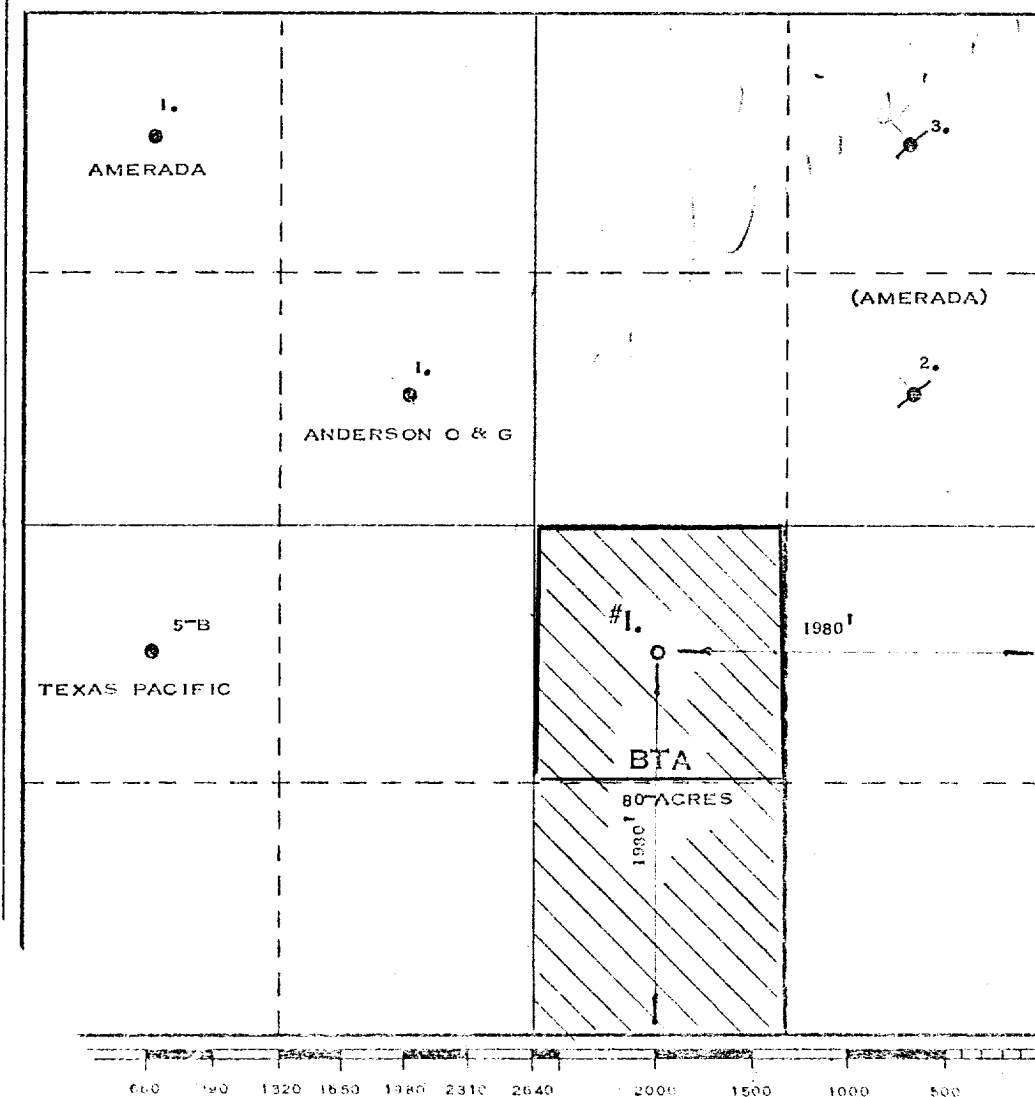 1.
3.
AMERADA
(AMERADA)
1.
2.
ANDERSON O & G
5-B
#1.
1980'
TEXAS PACIFIC
BTA
80-ACRES
1980'
660 990 1320 1650 1980 2310 2640 2000 1500 1000 500